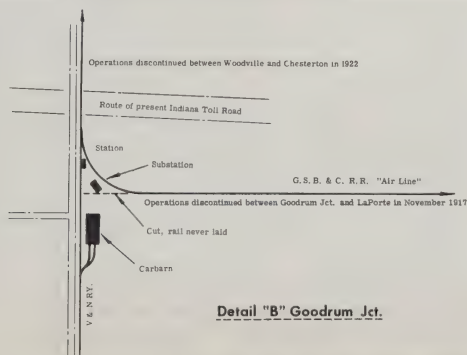 Operations discontinued between Woodville and Chesterton in 1922
Route of present Indiana Toll Road
Station
Substation
G.S.B. & C. R.R. "Air Line"
Operations discontinued between Goodrum Jct. and LaPorte in November 1917
Cut, rail never laid
Carbarn
V & N RY.
Detail "B" Goodrum Jct.